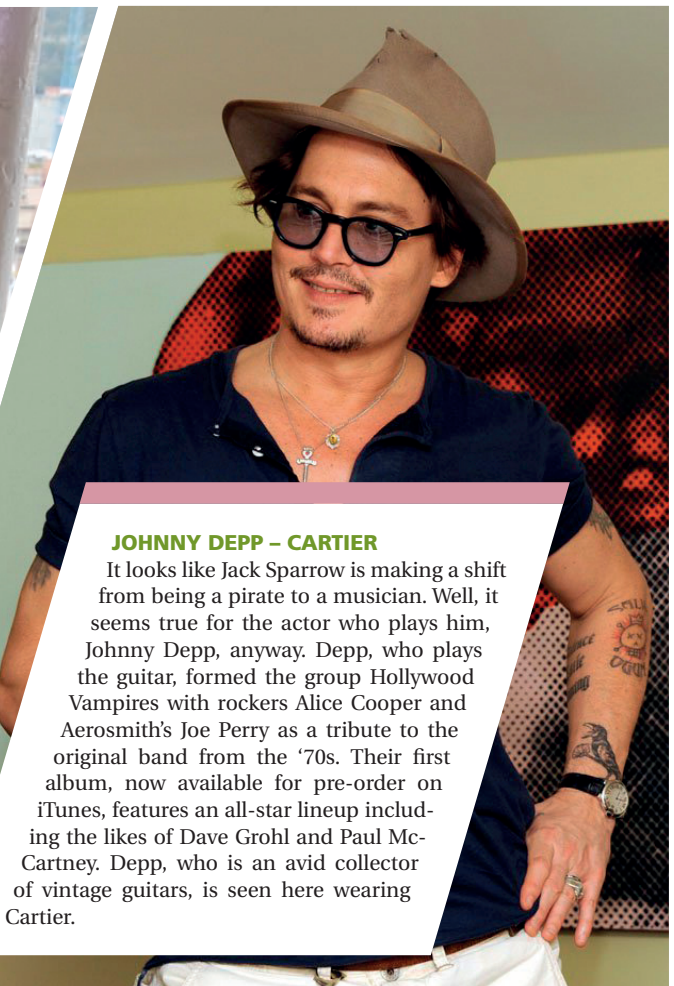 JOHNNY DEPP – CARTIER
It looks like Jack Sparrow is making a shift
from being a pirate to a musician. Well, it
seems true for the actor who plays him,
Johnny Depp, anyway. Depp, who plays
the guitar, formed the group Hollywood
Vampires with rockers Alice Cooper and
Aerosmith’s Joe Perry as a tribute to the
original band from the ‘70s. Their first
album, now available for pre-order on
iTunes, features an all-star lineup includ-
ing the likes of Dave Grohl and Paul Mc-
Cartney. Depp, who is an avid collector
of vintage guitars, is seen here wearing
Cartier.